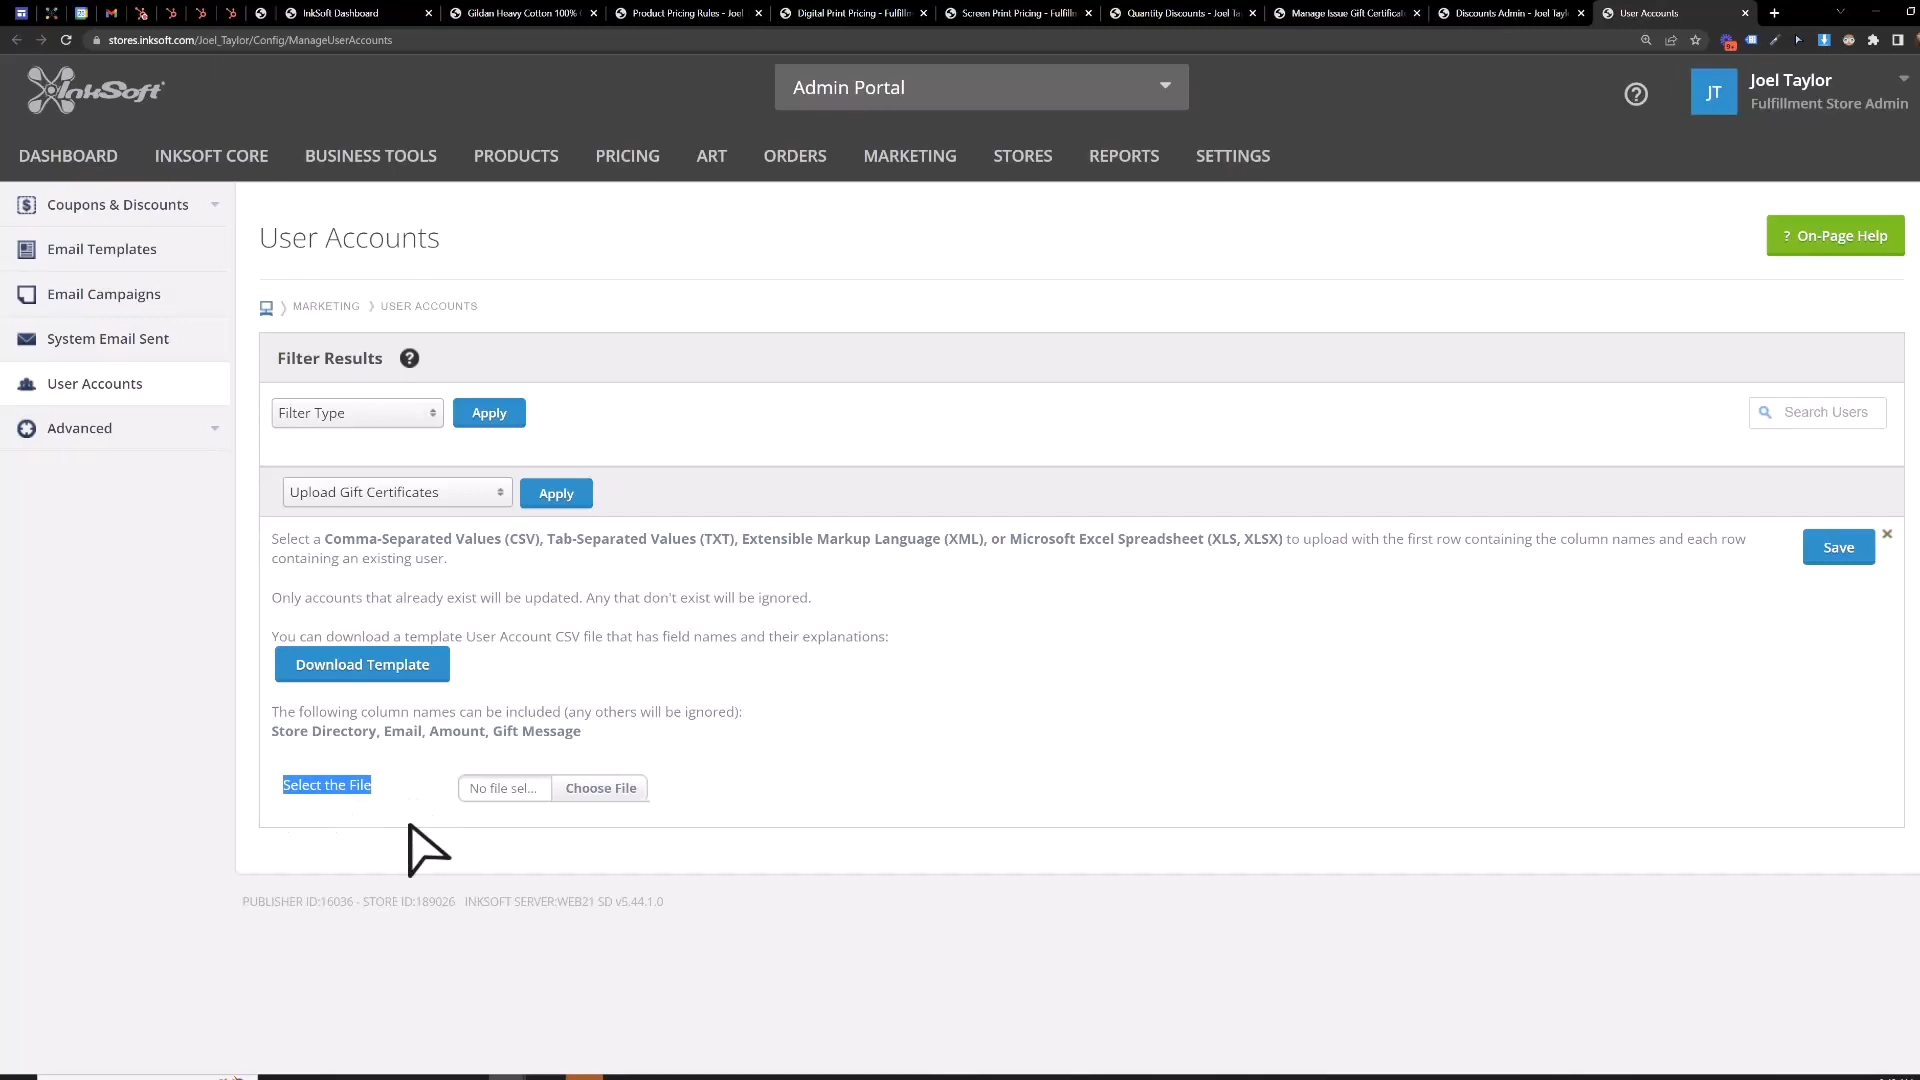 InkSoft Dashboard
Gildan Heavy Cotton 100%
Product Pricing Rules - Joel
Digital Print Pricing - Fulfillm
Screen Print Pricing - Fulfill
Quantity Discounts - Joel Ta
Manage Issue Gift Certificat
Discounts Admin - Joel Tayl
User Accounts
stores.inksoft.com/Joel_Taylor/Config/ManageUserAccounts
9+
InkSoft
Admin Portal
JT
Joel Taylor
Fulfillment Store Admin
DASHBOARD INKSOFT CORE BUSINESS TOOLS PRODUCTS PRICING ART ORDERS MARKETING STORES REPORTS SETTINGS
Coupons & Discounts
Email Templates
Email Campaigns
System Email Sent
User Accounts
Advanced
User Accounts
? On-Page Help
MARKETING USER ACCOUNTS
Filter Results ?
Filter Type Apply Search Users
Upload Gift Certificates Apply
Select a Comma-Separated Values (CSV), Tab-Separated Values (TXT), Extensible Markup Language (XML), or Microsoft Excel Spreadsheet (XLS, XLSX) to upload with the first row containing the column names and each row
containing an existing user.
Save
Only accounts that already exist will be updated. Any that don't exist will be ignored.
You can download a template User Account CSV file that has field names and their explanations:
Download Template
The following column names can be included (any others will be ignored):
Store Directory, Email, Amount, Gift Message
Select the File No file sel... Choose File
PUBLISHER ID:16036 - STORE ID:189026 INKSOFT SERVER:WEB21 SD v5.44.1.0